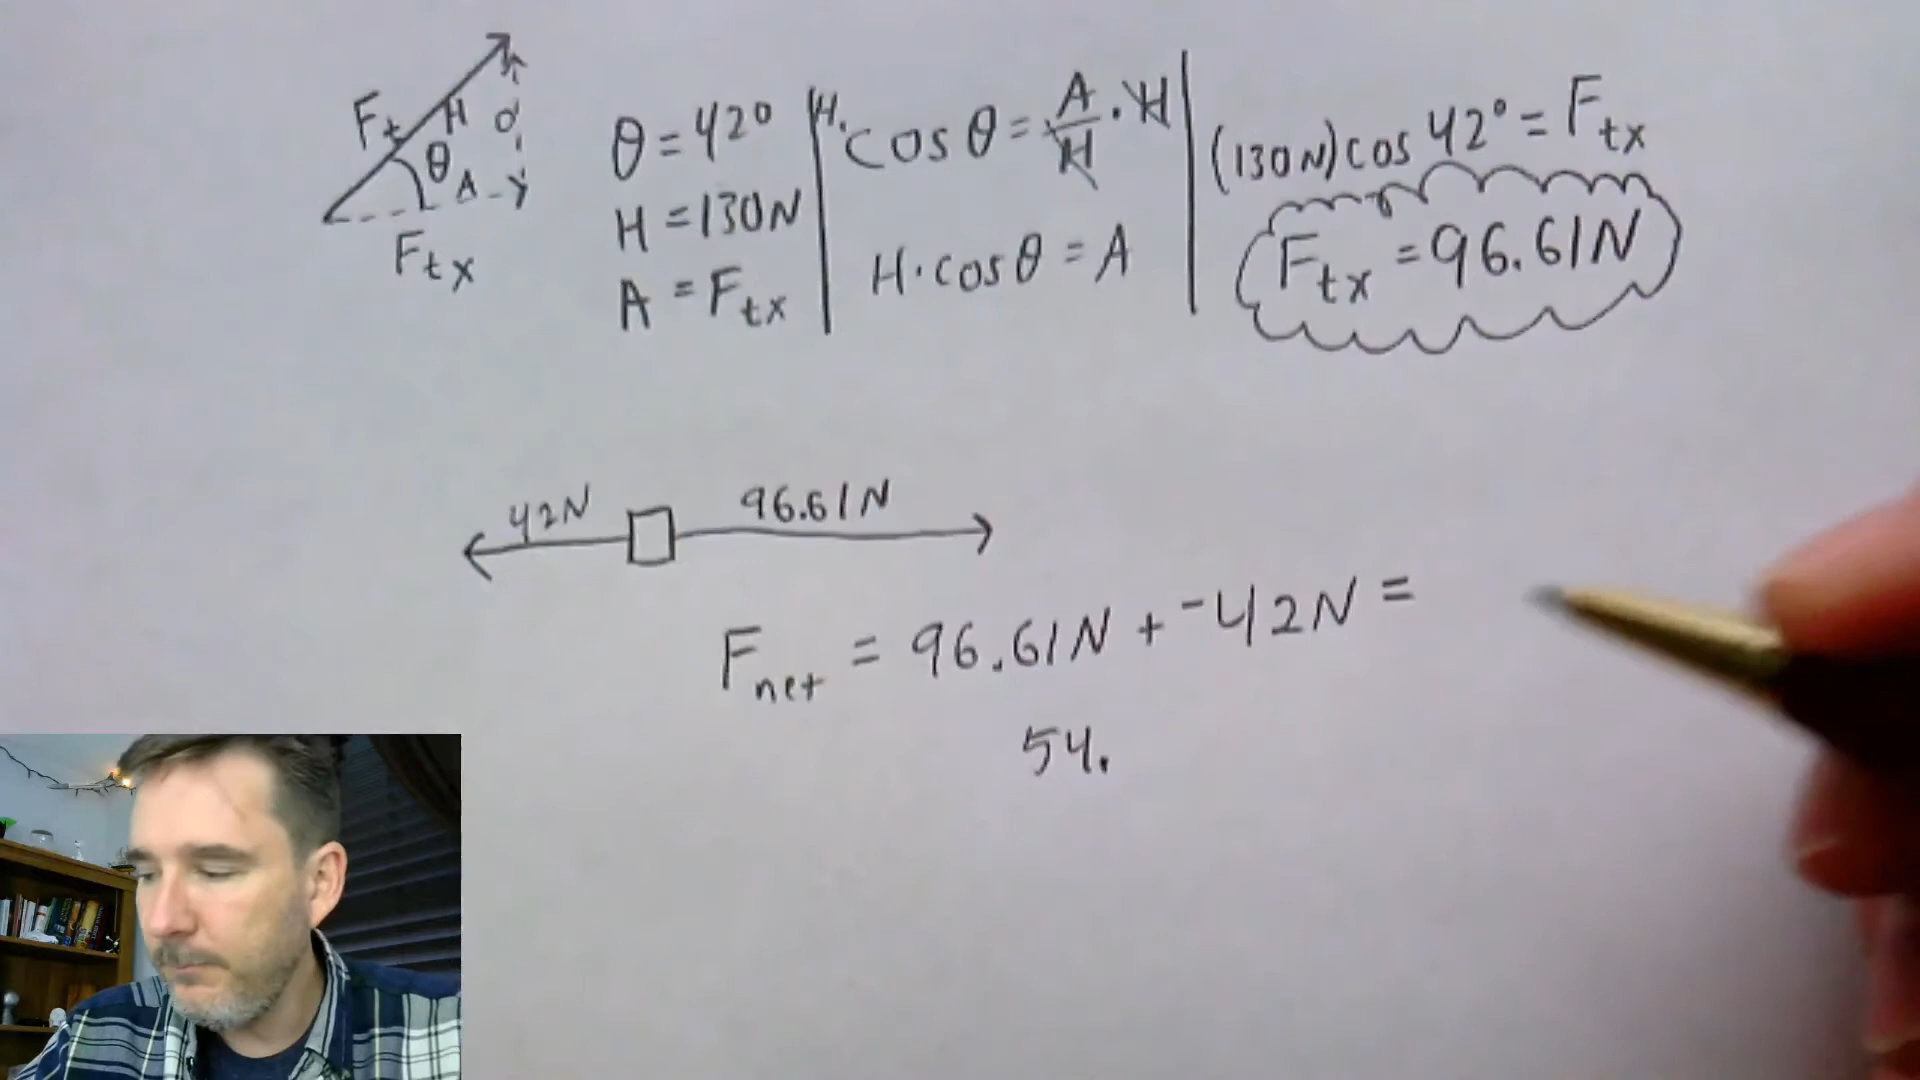 Ft H O
θ A
Ftx
θ = 42°
H = 130N
A = Ftx
H· cos θ = A/H · H
H·cos θ = A
(130N)cos 42° = Ftx
Ftx = 96.61N
42N 96.61N
Fnet = 96.61N + -42N =
54.